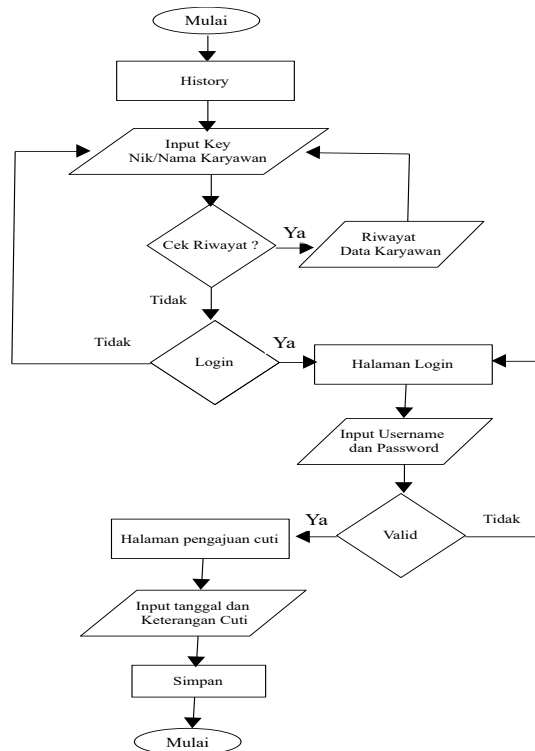 Mulai
History
Input Key
Nik/Nama Karyawan
Cek Riwayat ?
Ya
Riwayat
Data Karyawan
Tidak
Tidak
Login
Ya
Halaman Login
Input Username
dan Password
Valid
Tidak
Ya
Halaman pengajuan cuti
Input tanggal dan
Keterangan Cuti
Simpan
Mulai